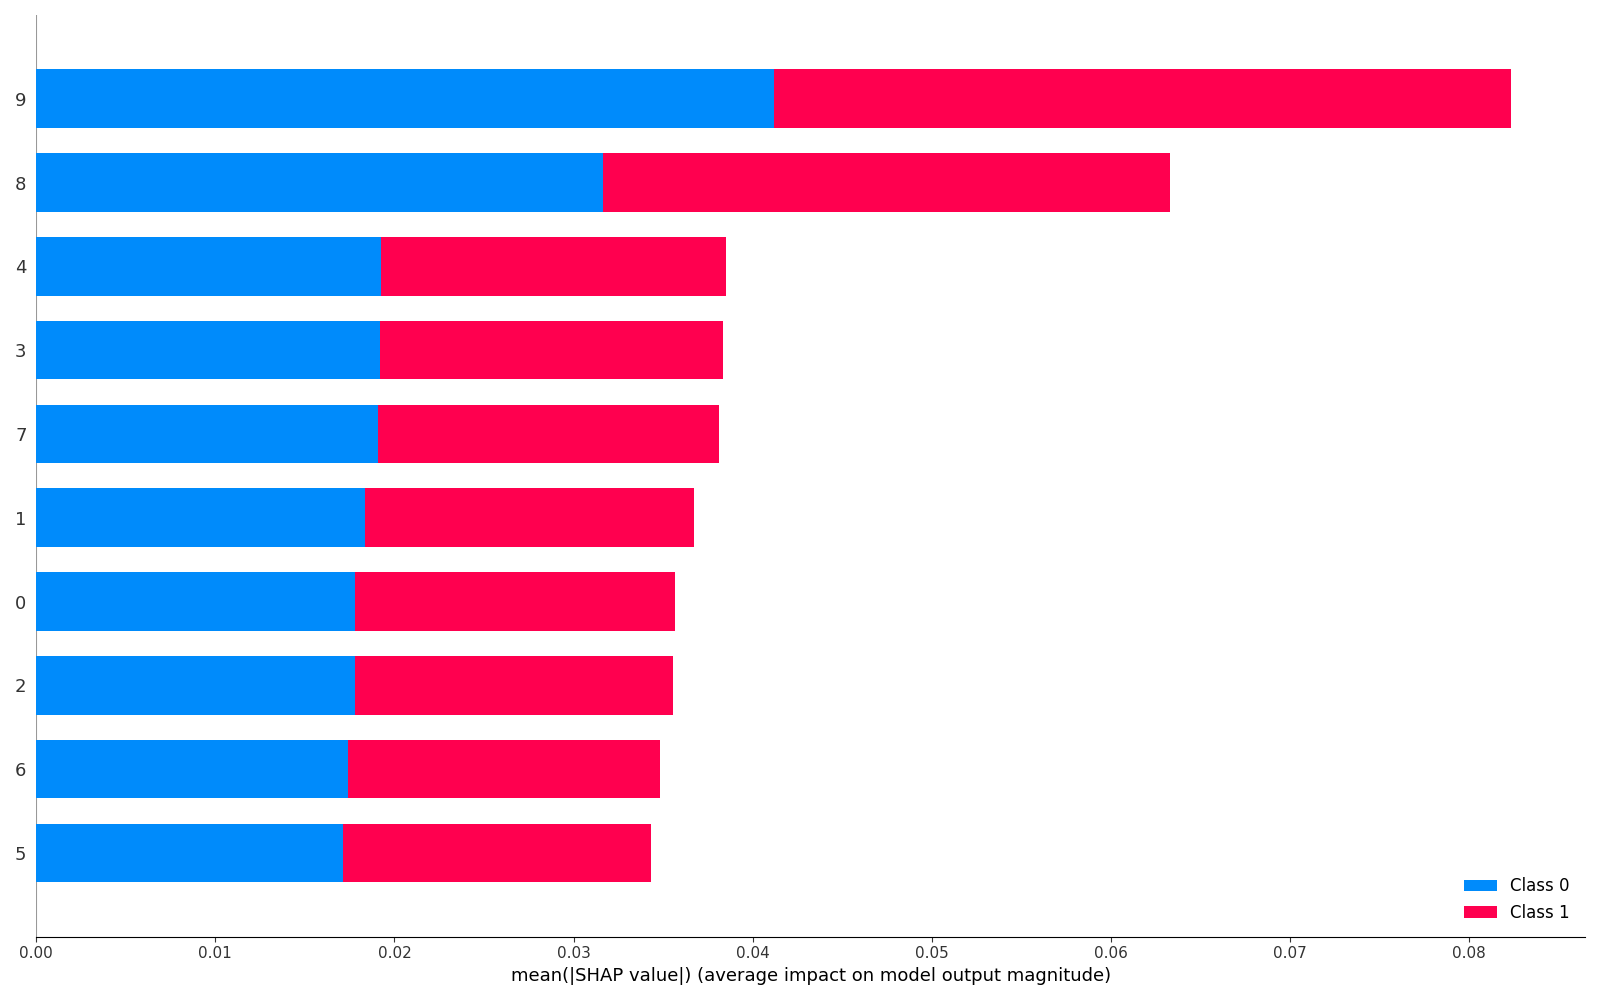 9
8
4
3
7
1
0
2
6
5
Class 0
Class 1
0.00 0.01 0.02 0.03 0.04 0.05 0.06 0.07 0.08
mean(|SHAP value|) (average impact on model output magnitude)